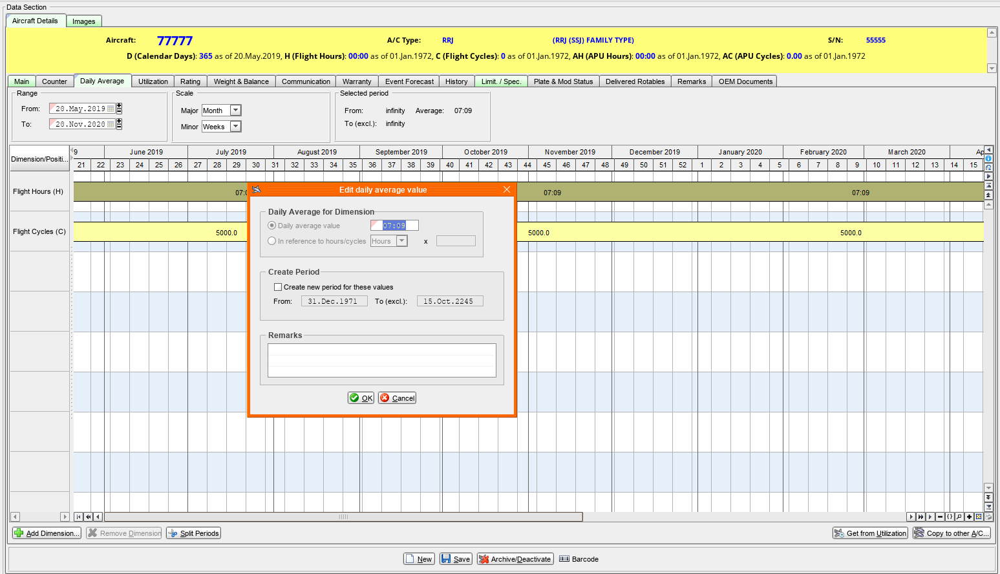 Data Section
Aircraft Details Images
Aircraft: 77777 A/C Type: RRJ (RRJ (SSJ) FAMILY TYPE) S/N: 55555
D (Calendar Days): 365 as of 20.May.2019, H (Flight Hours): 00:00 as of 01.Jan.1972, C (Flight Cycles): 0 as of 01.Jan.1972, AH (APU Hours): 00:00 as of 01.Jan.1972, AC (APU Cycles): 0.00 as of 01.Jan.1972
Main Counter Daily Average Utilization Rating Weight & Balance Communication Warranty Event Forecast History Limit. / Spec. Plate & Mod Status Delivered Rotables Remarks OEM Documents
Range Scale Selected period
From: 20.May.2019 Major Month From: infinity Average: 07:09
To: 20.Nov.2020 Minor Weeks To (excl.): infinity
Dimension/Positi... 9 June 2019 July 2019 August 2019 September 2019 October 2019 November 2019 December 2019 January 2020 February 2020 March 2020 Ap
21 22 23 24 25 26 27 28 29 30 31 32 33 34 35 36 37 38 39 40 41 42 43 44 45 46 47 48 49 50 51 52 1 2 3 4 5 6 7 8 9 10 11 12 13 14 15
Flight Hours (H) 07:0 07:09 07:09
Flight Cycles (C) 5000.0 5000.0 5000.0
Edit daily average value
Daily Average for Dimension
Daily average value 07:09
In reference to hours/cycles Hours x
Create Period
Create new period for these values
From: 31.Dec.1971 To (excl.): 15.Oct.2245
Remarks
OK Cancel
Add Dimension... Remove Dimension Split Periods Get from Utilization Copy to other A/C...
New Save Archive/Deactivate Barcode